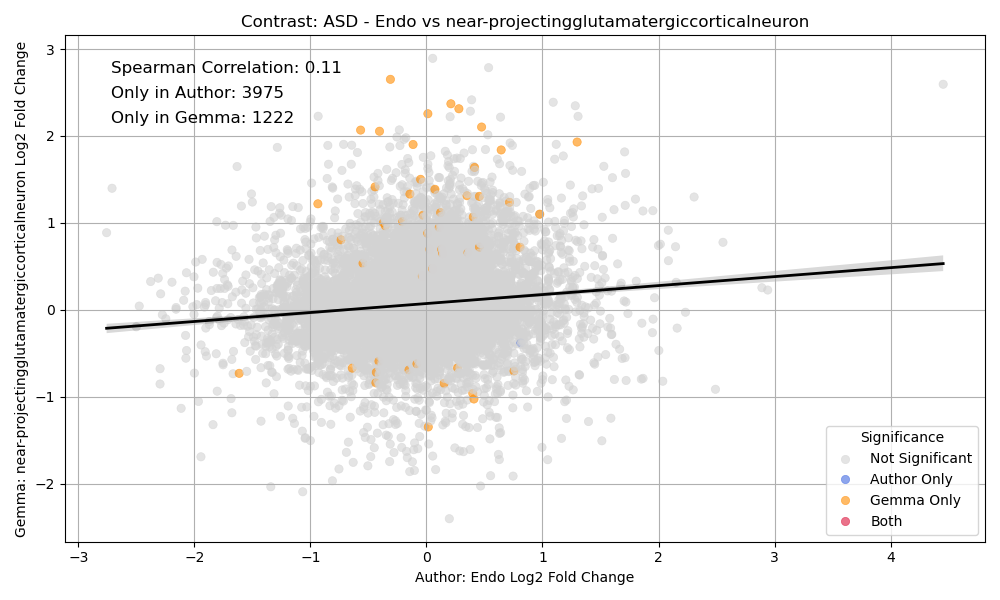 Contrast: ASD - Endo vs near-projectingglutamatergiccorticalneuron
Gemma: near-projectingglutamatergiccorticalneuron Log2 Fold Change
3
2
1
0
−1
−2
Spearman Correlation: 0.11
Only in Author: 3975
Only in Gemma: 1222
Significance
Not Significant
Author Only
Gemma Only
Both
−3
−2
−1
0
1
2
3
4
Author: Endo Log2 Fold Change